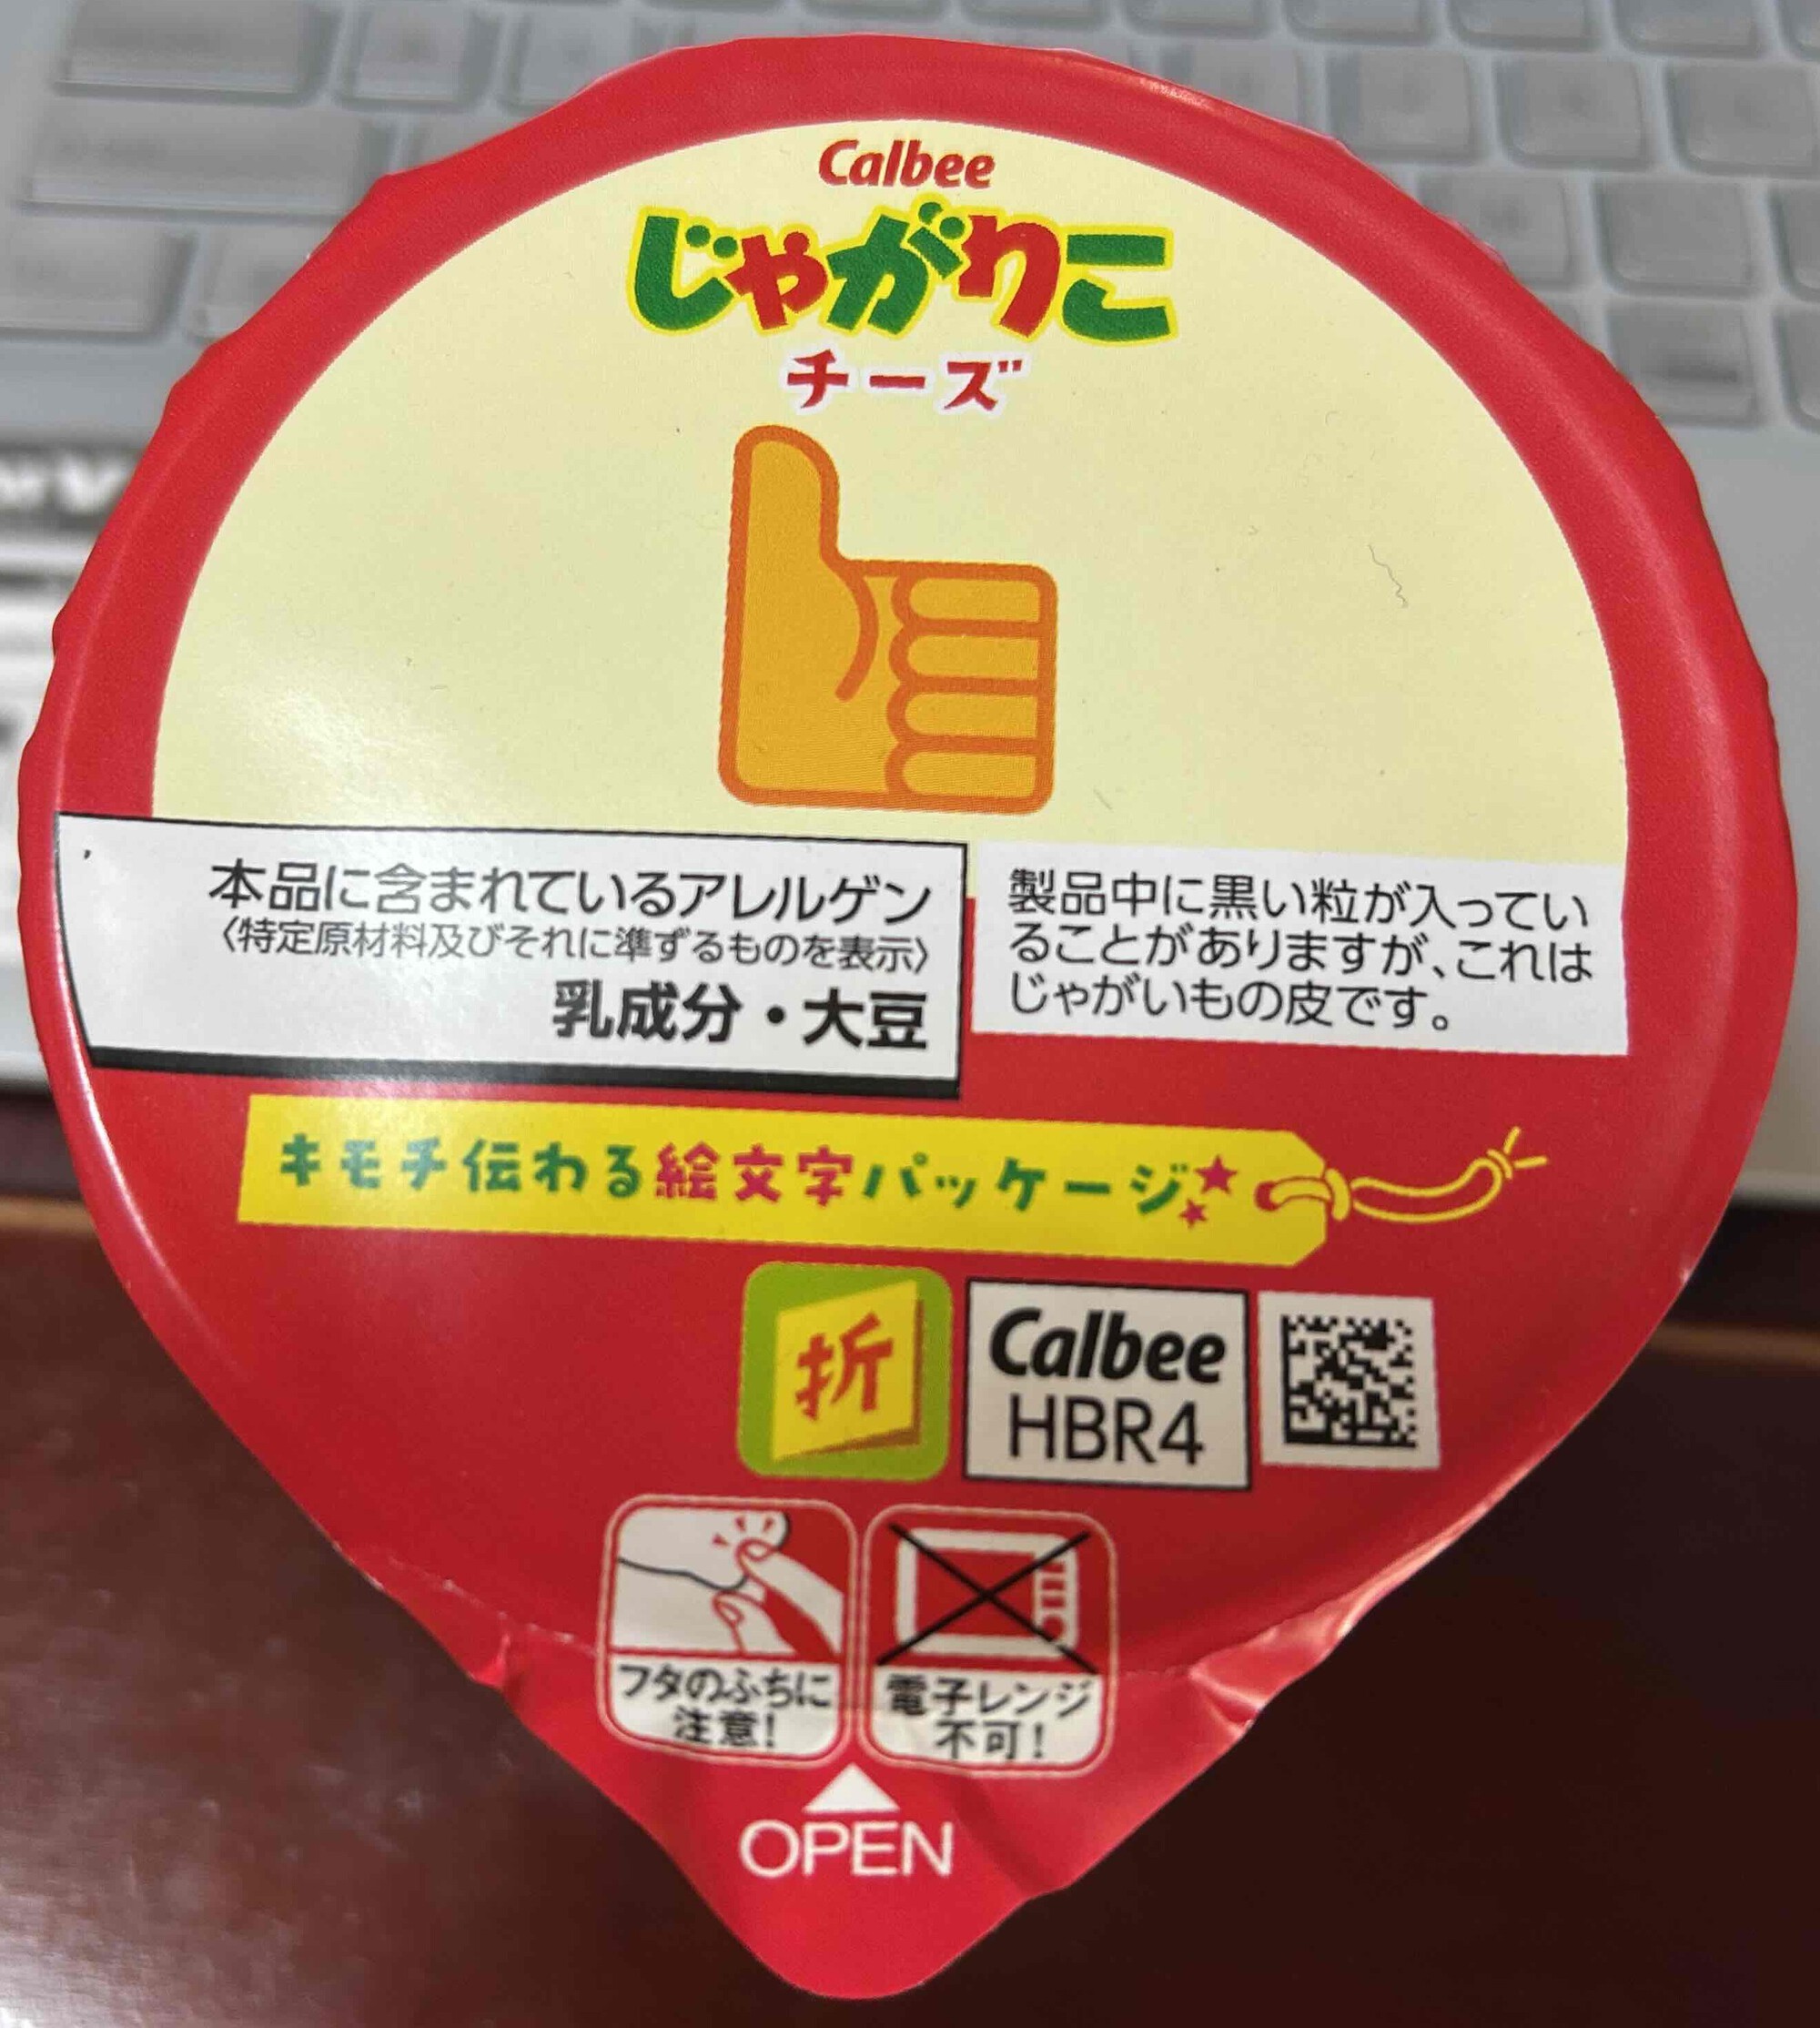 Calbee
じゃがりこ
チーズ
本品に含まれているアレルゲン
〈特定原材料及びそれに準ずるものを表示〉
乳成分・大豆
製品中に黒い粒が入ってい
ることがありますが、これは
じゃがいもの皮です。
キモチ伝わる絵文字パッケージ
折
Calbee
HBR4
フタのふちに
注意!
電子レンジ
不可!
OPEN